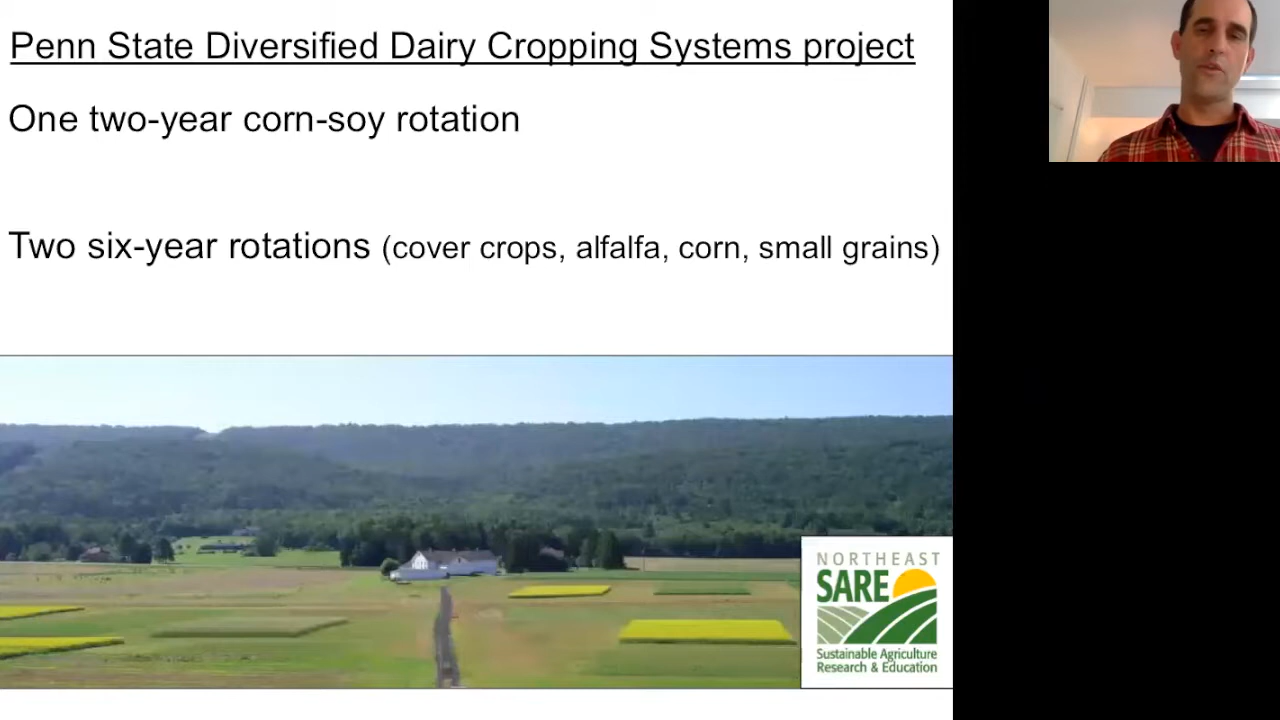 Penn State Diversified Dairy Cropping Systems project
One two-year corn-soy rotation
Two six-year rotations (cover crops, alfalfa, corn, small grains)
NORTHEAST
SARE
Sustainable Agriculture
Research & Education